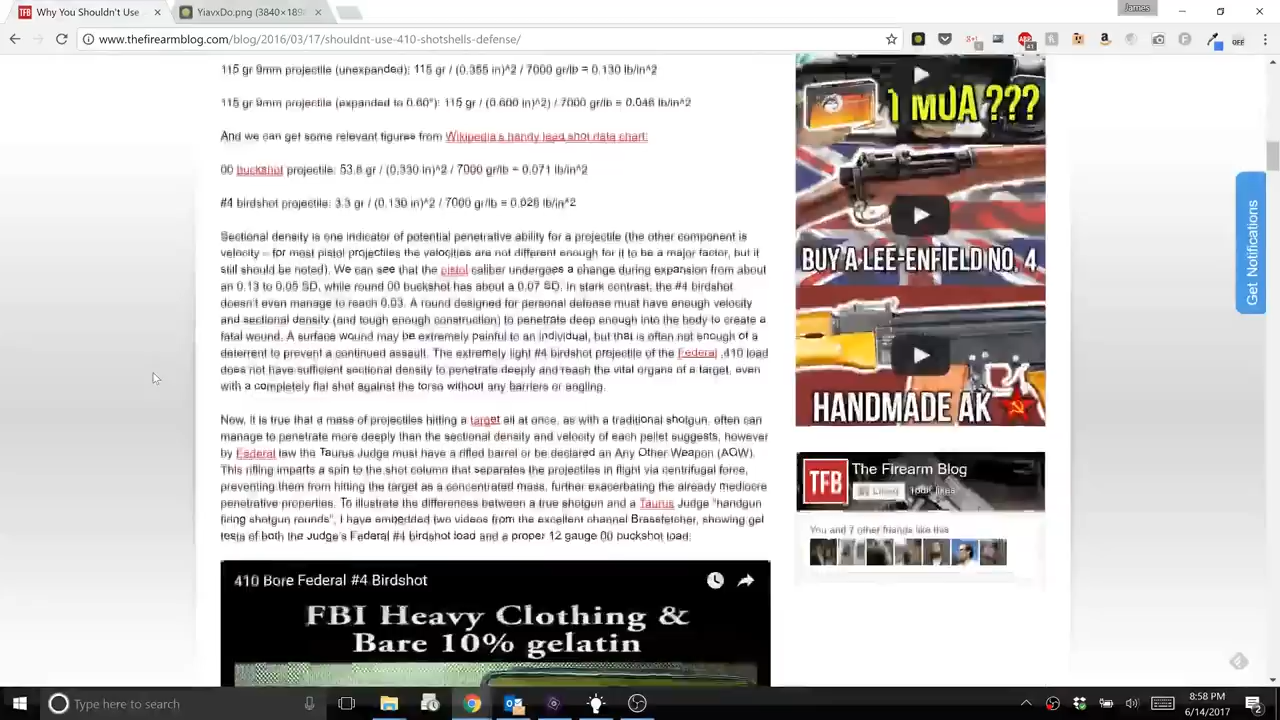 Why You Shouldn't Use
YiavxDo.png (3840×189
James
www.thefirearmblog.com/blog/2016/03/17/shouldnt-use-410-shotshells-defense/
115 gr 9mm projectile (unexpanded): 115 gr / (0.355 in)^2 / 7000 gr/lb = 0.130 lb/in^2
115 gr 9mm projectile (expanded to 0.60"): 115 gr / (0.600 in)^2) / 7000 gr/lb = 0.046 lb/in^2
And we can get some relevant figures from Wikipedia's handy lead shot data chart:
00 buckshot projectile: 53.8 gr / (0.330 in)^2 / 7000 gr/lb = 0.071 lb/in^2
#4 birdshot projectile: 3.3 gr / (0.130 in)^2 / 7000 gr/lb = 0.028 lb/in^2
Sectional density is one indicator of potential penetrative ability for a projectile (the other component is
velocity – for most pistol projectiles the velocities are not different enough for it to be a major factor, but it
still should be noted). We can see that the pistol caliber undergoes a change during expansion from about
an 0.13 to 0.05 SD, while round 00 buckshot has about a 0.07 SD. In stark contrast, the #4 birdshot
doesn't even manage to reach 0.03. A round designed for personal defense must have enough velocity
and sectional density (and tough enough construction) to penetrate deep enough into the body to create a
fatal wound. A surface wound may be extremely painful to an individual, but that is often not enough of a
deterrent to prevent a continued assault. The extremely light #4 birdshot projectile of the Federal .410 load
does not have sufficient sectional density to penetrate deeply and reach the vital organs of a target, even
with a completely flat shot against the torso without any barriers or angling.
Now, it is true that a mass of projectiles hitting a target all at once, as with a traditional shotgun, often can
manage to penetrate more deeply than the sectional density and velocity of each pellet suggests, however
by Federal law the Taurus Judge must have a rifled barrel or be declared an Any Other Weapon (AOW).
This rifling imparts a spin to the shot column that separates the projectiles in flight via centrifugal force,
preventing them from hitting the target as a concentrated mass, further exacerbating the already mediocre
penetrative properties. To illustrate the differences between a true shotgun and a Taurus Judge "handgun
firing shotgun rounds", I have embedded two videos from the excellent channel Brassfetcher, showing gel
tests of both the Judge's Federal #4 birdshot load and a proper 12 gauge 00 buckshot load:
410 Bore Federal #4 Birdshot
FBI Heavy Clothing &
Bare 10% gelatin
1 MOA ???
BUY A LEE-ENFIELD NO. 4
HANDMADE AK
TFB
The Firearm Blog
Liked
You and 7 other friends like this
Get Notifications
Type here to search
8:58 PM
6/14/2017